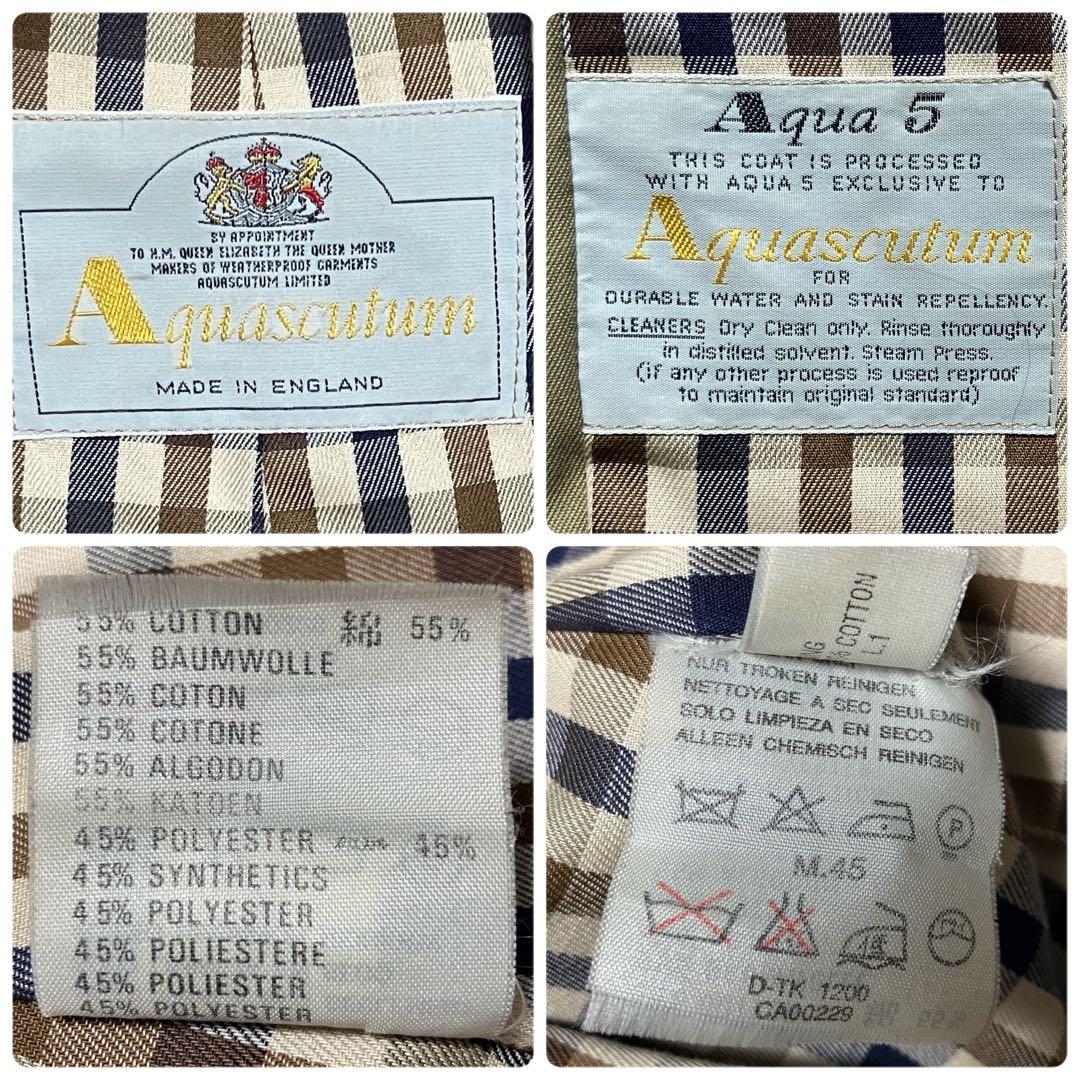 BY APPOINTMENT
TO H.M. QUEEN ELIZABETH THE QUEEN MOTHER
MAKERS OF WEATHERPROOF GARMENTS
AQUASCUTUM LIMITED
Aquascutum
MADE IN ENGLAND
Aqua 5
THIS COAT IS PROCESSED
WITH AQUA 5 EXCLUSIVE TO
Aquascutum
FOR
DURABLE WATER AND STAIN REPELLENCY.
CLEANERS Dry Clean only. Rinse thoroughly
in distilled solvent. Steam Press.
(if any other process is used reproof
to maintain original standard)
55% COTTON 綿 55%
55% BAUMWOLLE
55% COTON
55% COTONE
55% ALGODON
55% KATOEN
45% POLYESTER 45%
45% SYNTHETICS
45% POLYESTER
45% POLIESTERE
45% POLIESTER
45% POLYESTER
% COTTON
L1
NUR TROKEN REINIGEN
NETTOYAGE A SEC SEULEMENT
SOLO LIMPIEZA EN SECO
ALLEEN CHEMISCH REINIGEN
P
M.45
D-TK 1200
CA00229